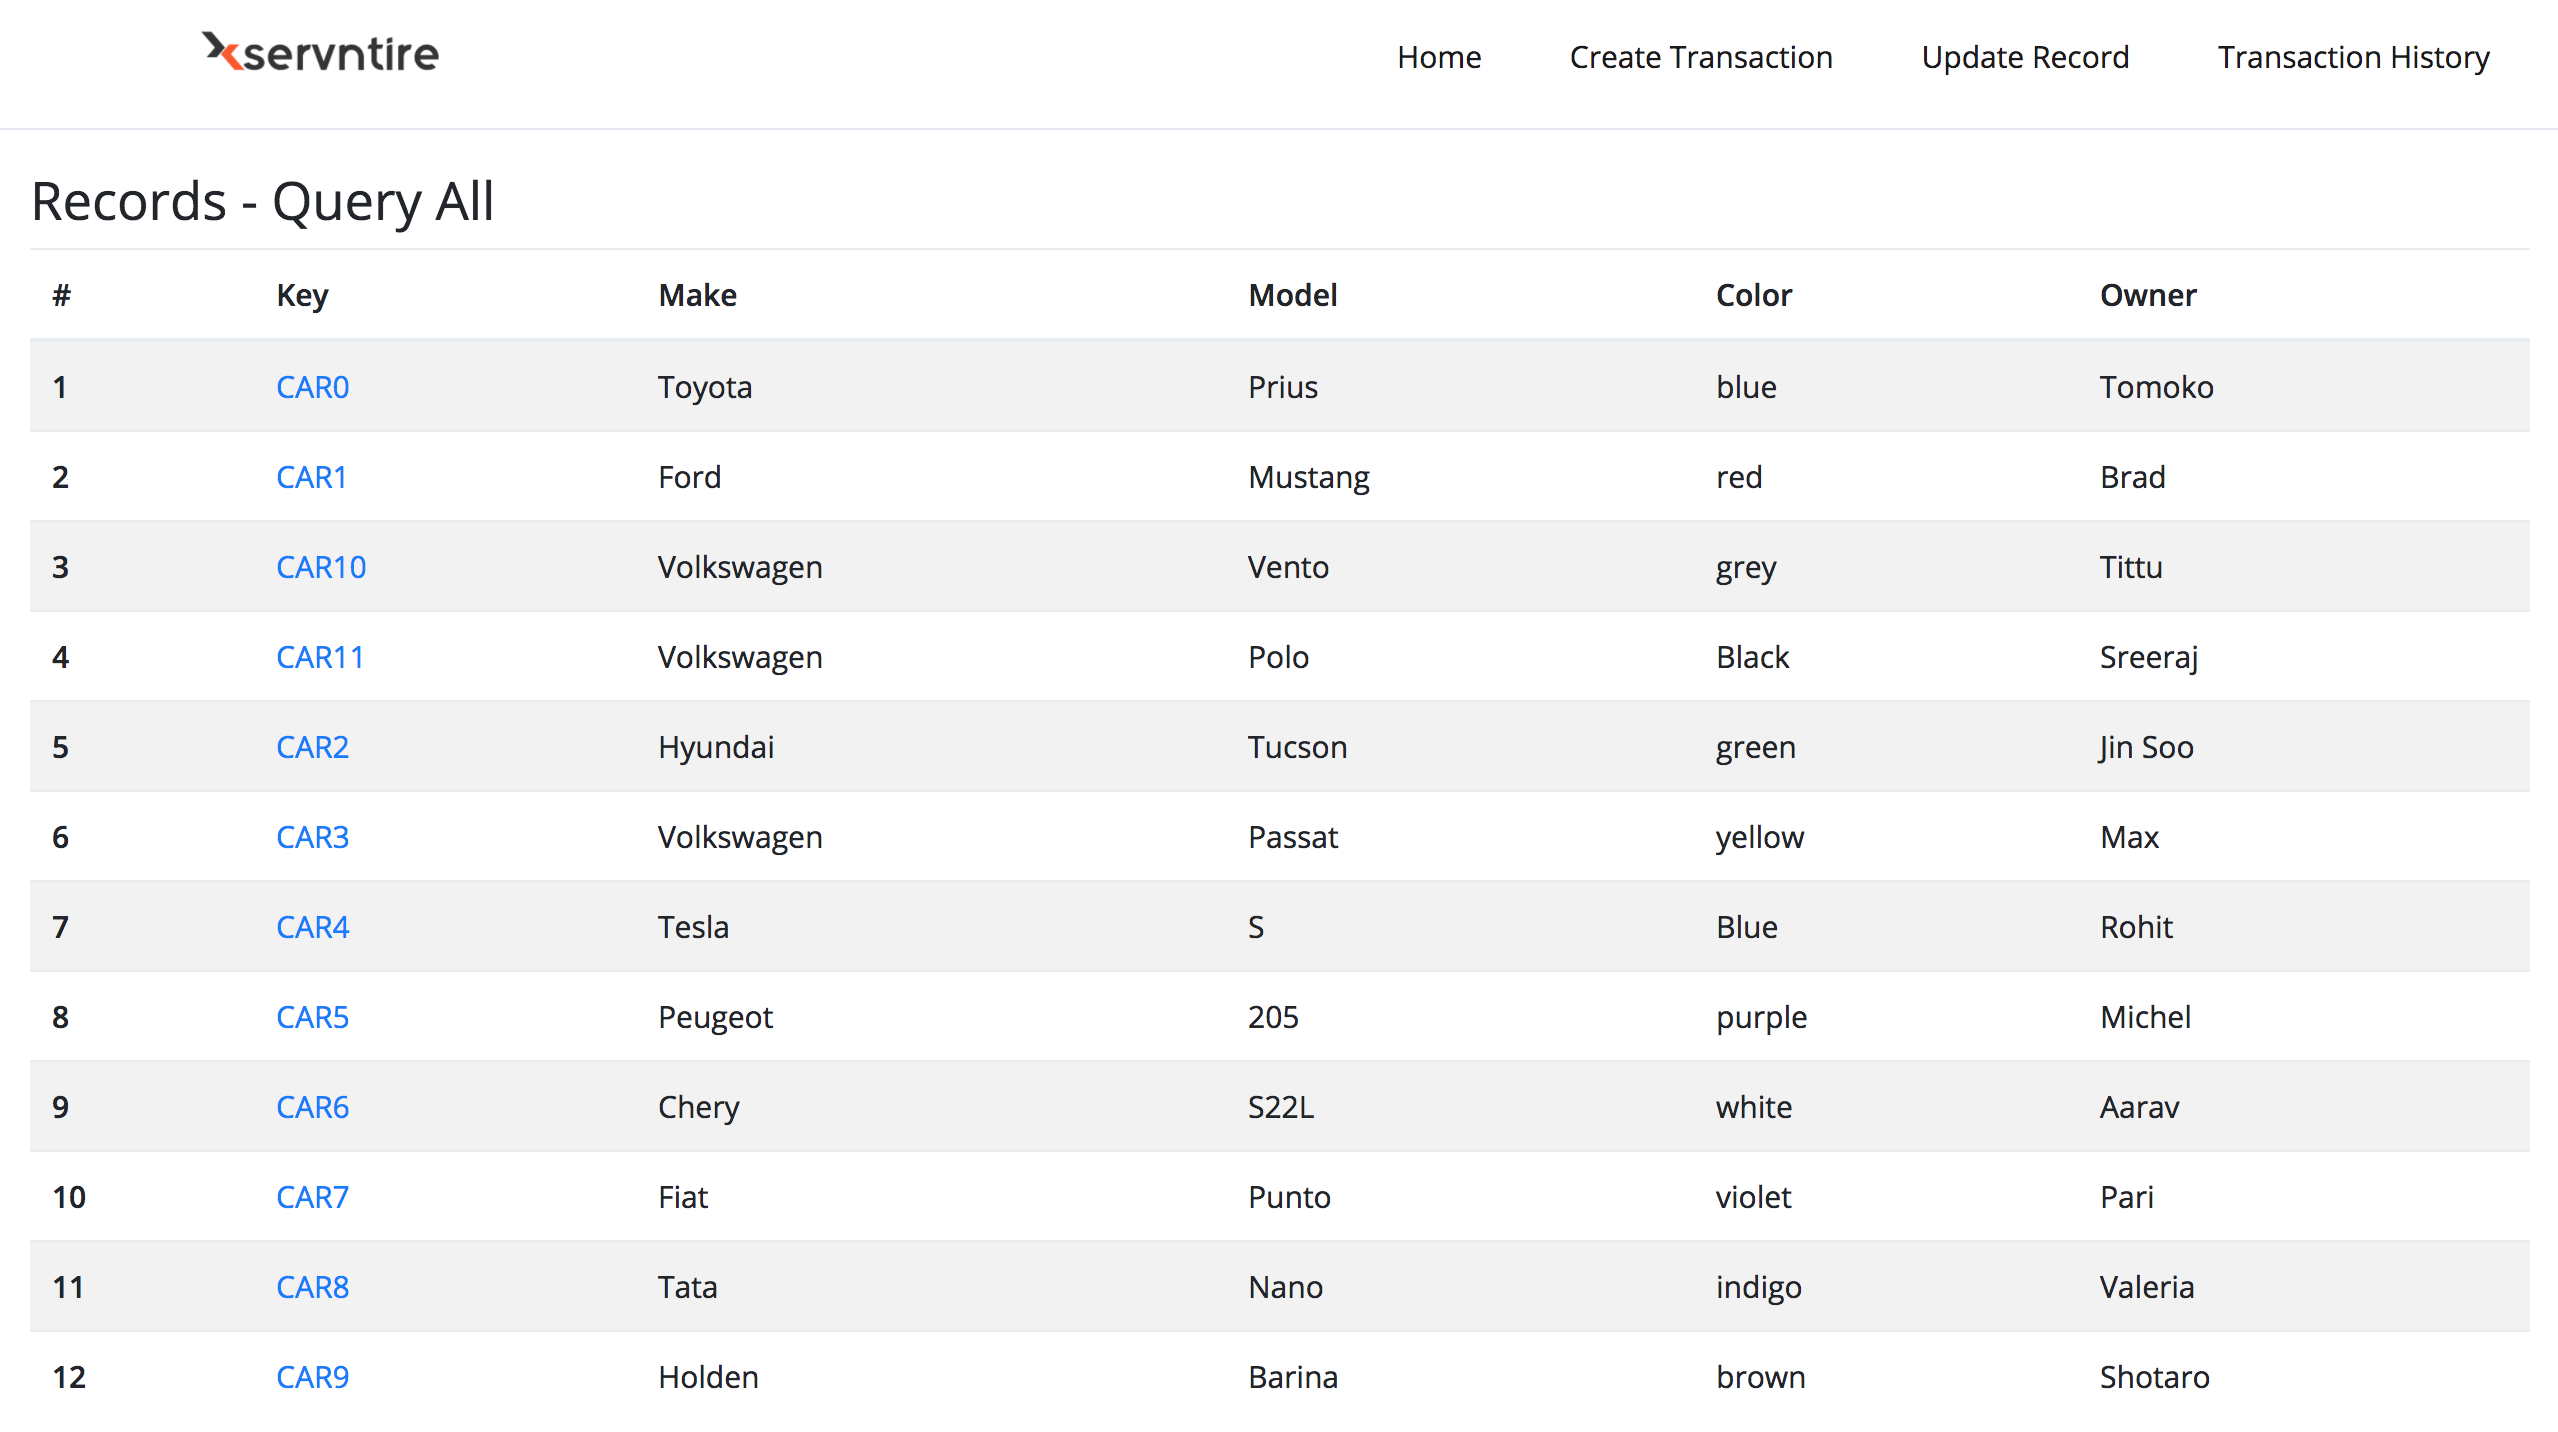 xservntire Home Create Transaction Update Record Transaction History
Records - Query All
# Key Make Model Color Owner
1 CAR0 Toyota Prius blue Tomoko
2 CAR1 Ford Mustang red Brad
3 CAR10 Volkswagen Vento grey Tittu
4 CAR11 Volkswagen Polo Black Sreeraj
5 CAR2 Hyundai Tucson green Jin Soo
6 CAR3 Volkswagen Passat yellow Max
7 CAR4 Tesla S Blue Rohit
8 CAR5 Peugeot 205 purple Michel
9 CAR6 Chery S22L white Aarav
10 CAR7 Fiat Punto violet Pari
11 CAR8 Tata Nano indigo Valeria
12 CAR9 Holden Barina brown Shotaro